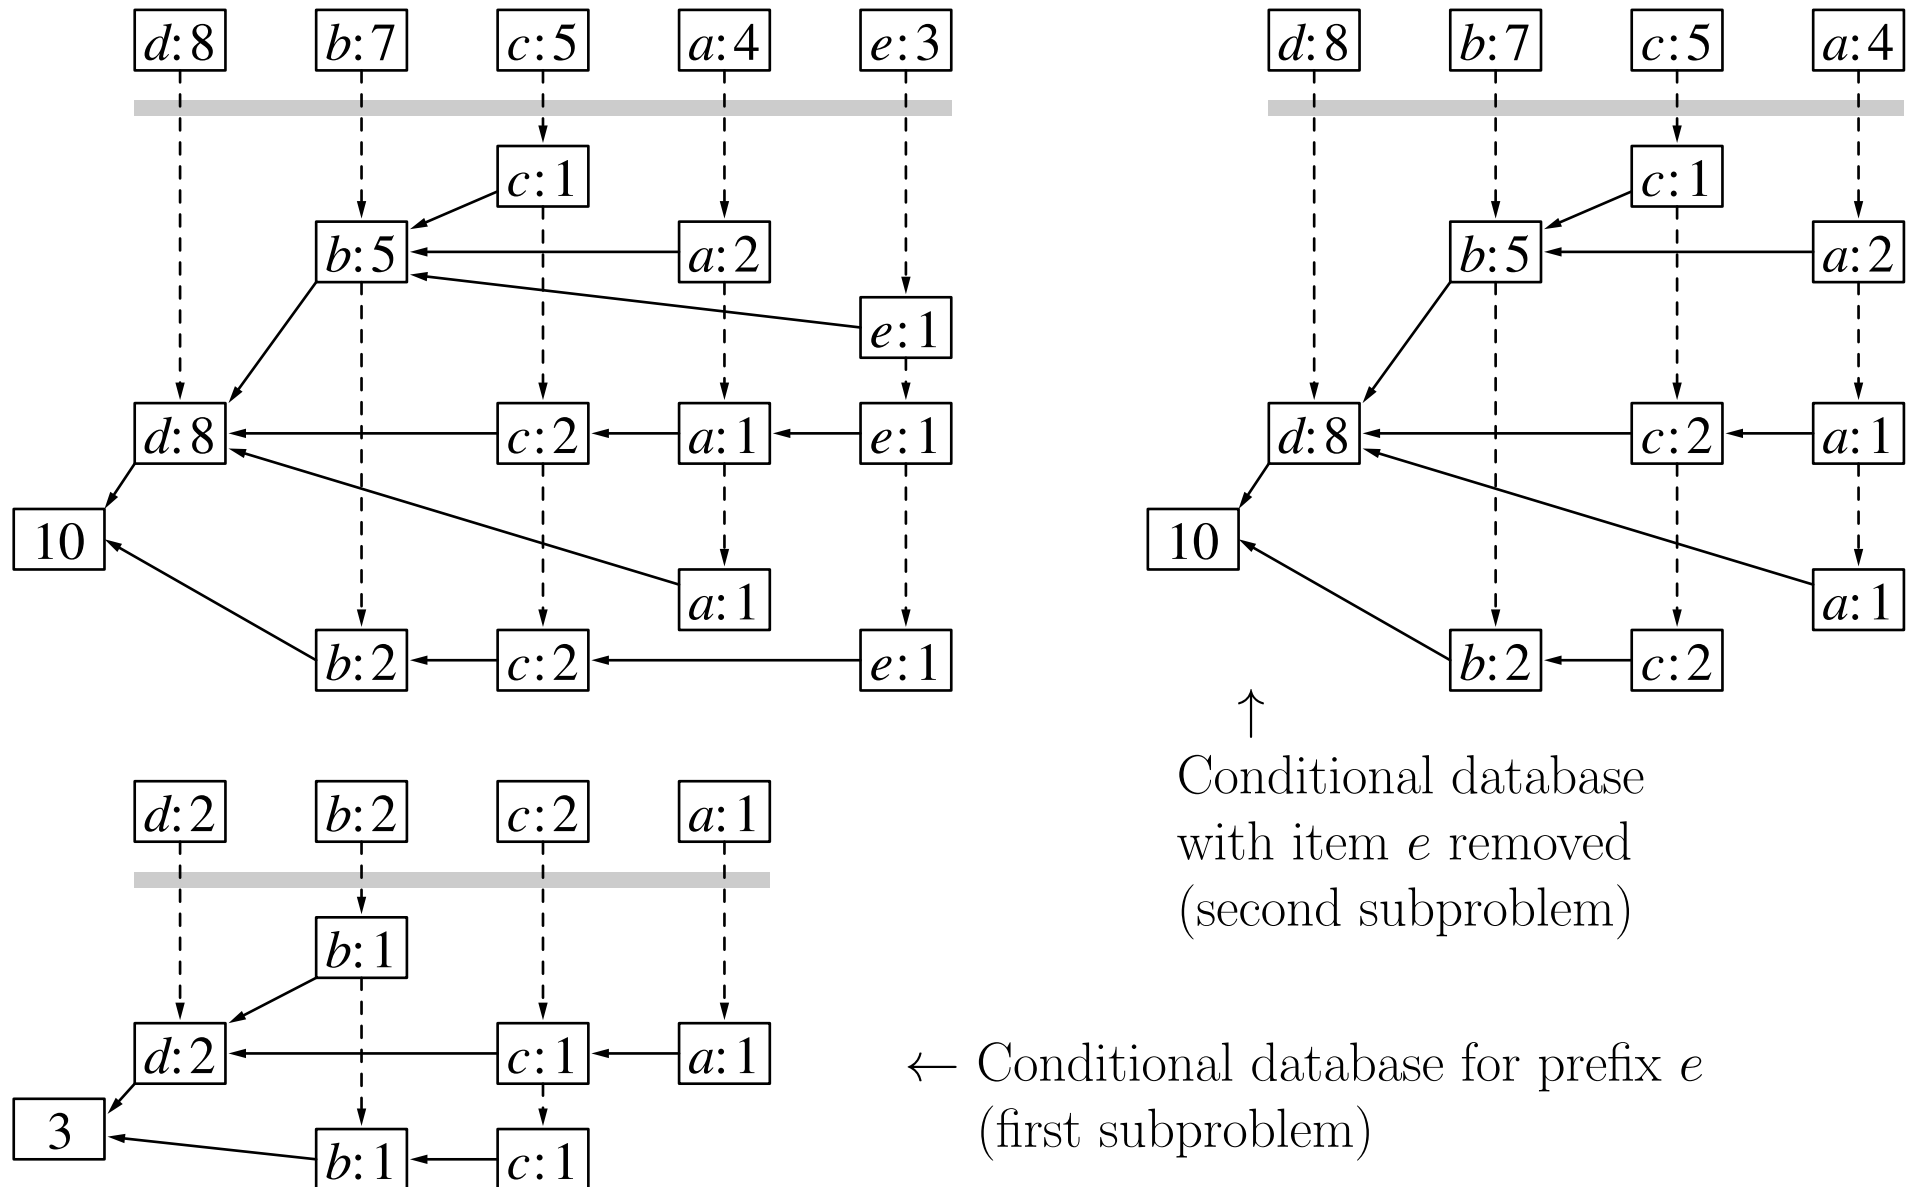 d:8 b:7 c:5 a:4 e:3
c:1
b:5 a:2
e:1
d:8 c:2 a:1 e:1
10
a:1
b:2 c:2 e:1
d:8 b:7 c:5 a:4
c:1
b:5 a:2
d:8 c:2 a:1
10
a:1
b:2 c:2
↑
Conditional database
with item e removed
(second subproblem)
d:2 b:2 c:2 a:1
b:1
d:2 c:1 a:1
3
b:1 c:1
← Conditional database for prefix e
(first subproblem)